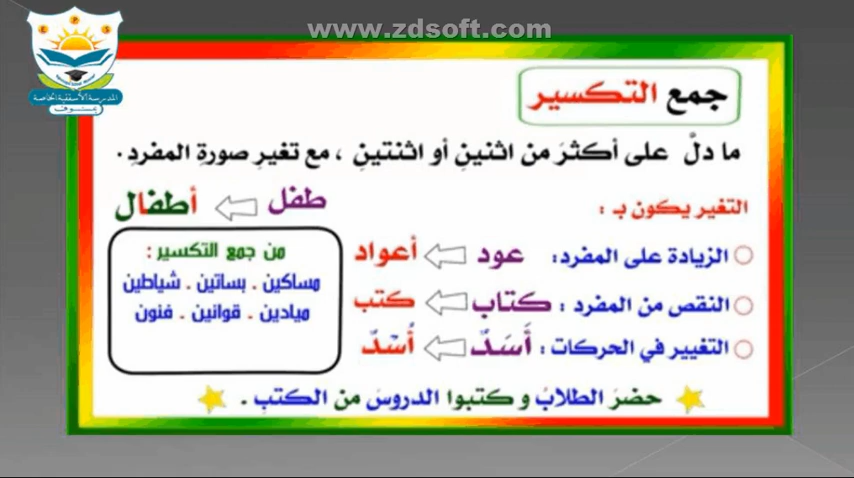 www.zdsoft.com
E P S
المدرسة الأسقفية الخاصة
بمنوف
جمع التكسير
ما دلَّ على أكثرَ من اثنينِ أو اثنتينِ ، مع تغيرِ صورةِ المفردِ .
التغير يكون بـ :
طفل أطفال
الزيادة على المفرد: عود أعواد
النقص من المفرد : كتاب كتب
التغيير في الحركات : أَسَدٌ أُسْدٌ
من جمع التكسير :
مساكين . بساتين . شياطين
ميادين . قوانين . فنون
حضرَ الطلابُ و كتبوا الدروسَ من الكتب .